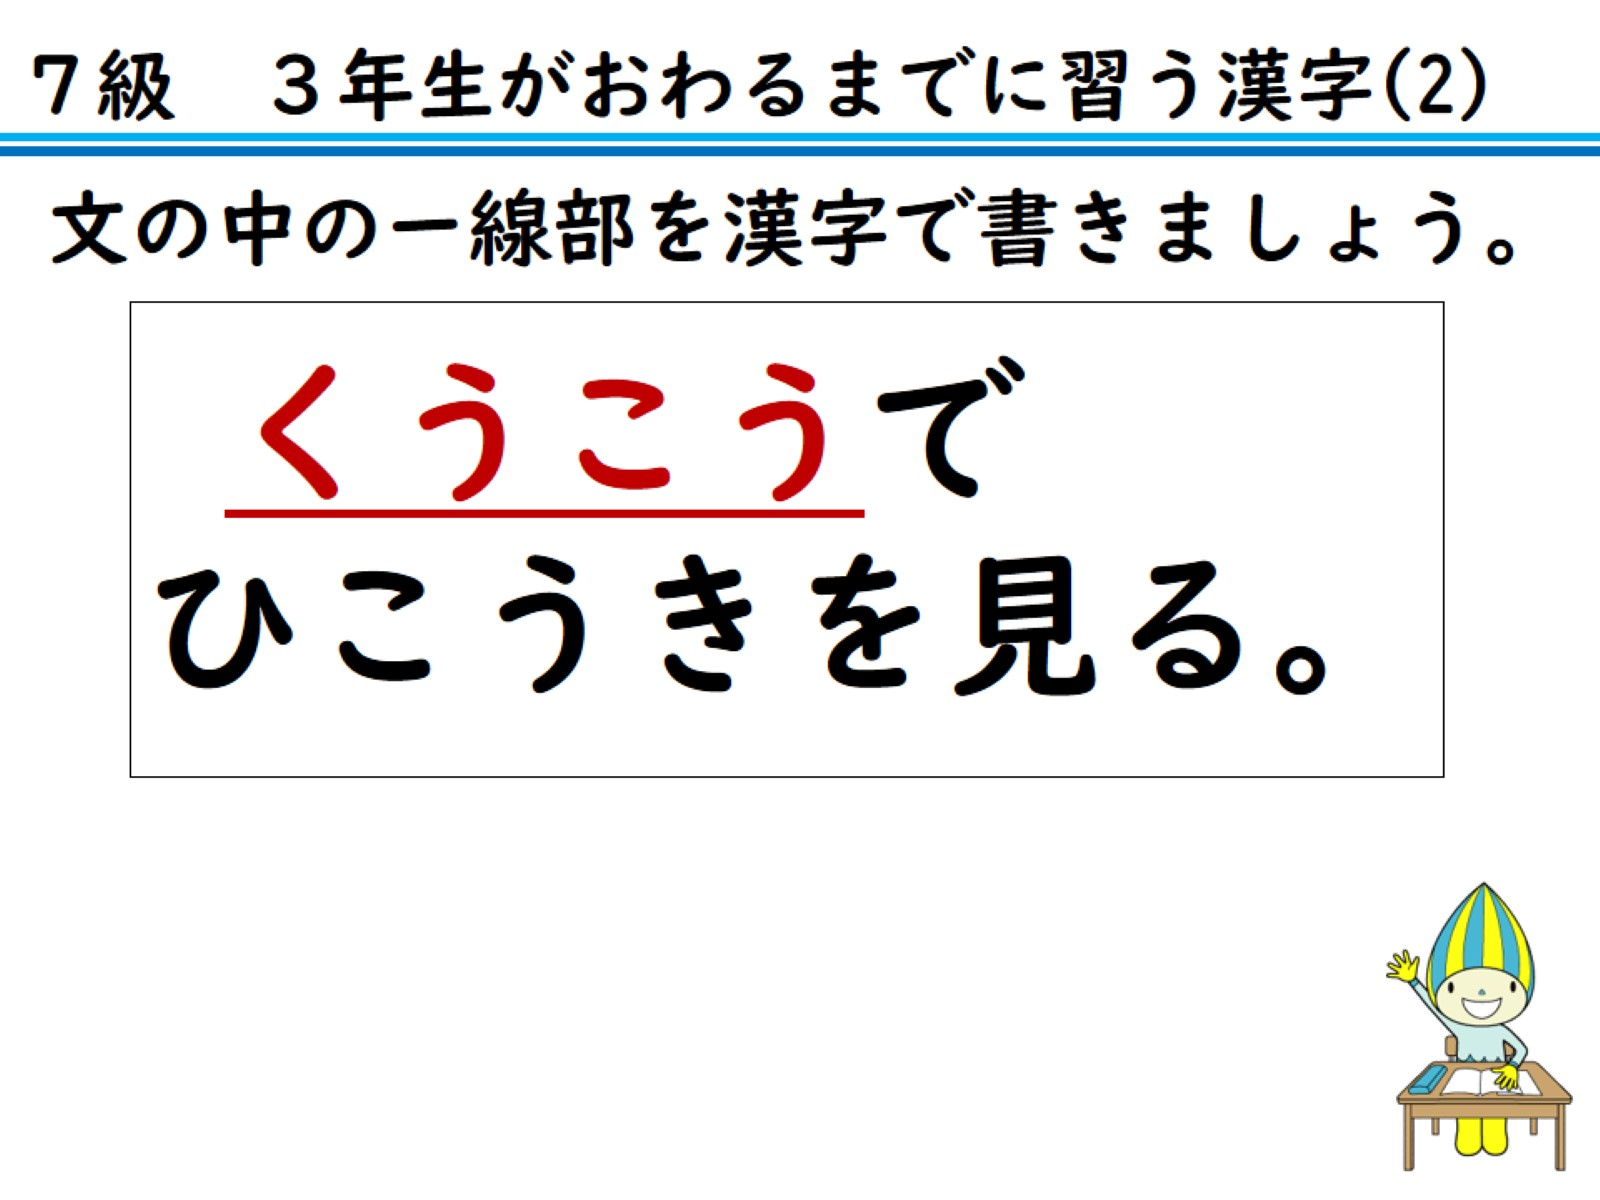 ７級　３年生がおわるまでに習う漢字(2)
文の中の―線部を漢字で書きましょう。
くうこうで
ひこうきを見る。